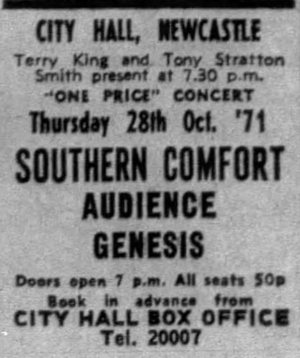 CITY HALL, NEWCASTLE
Terry King and Tony Stratton
Smith present at 7.30 p.m.
"ONE PRICE" CONCERT
Thursday 28th Oct. '71
SOUTHERN COMFORT
AUDIENCE
GENESIS
Doors open 7 p.m. All seats 50p
Book in advance from
CITY HALL BOX OFFICE
Tel. 20007